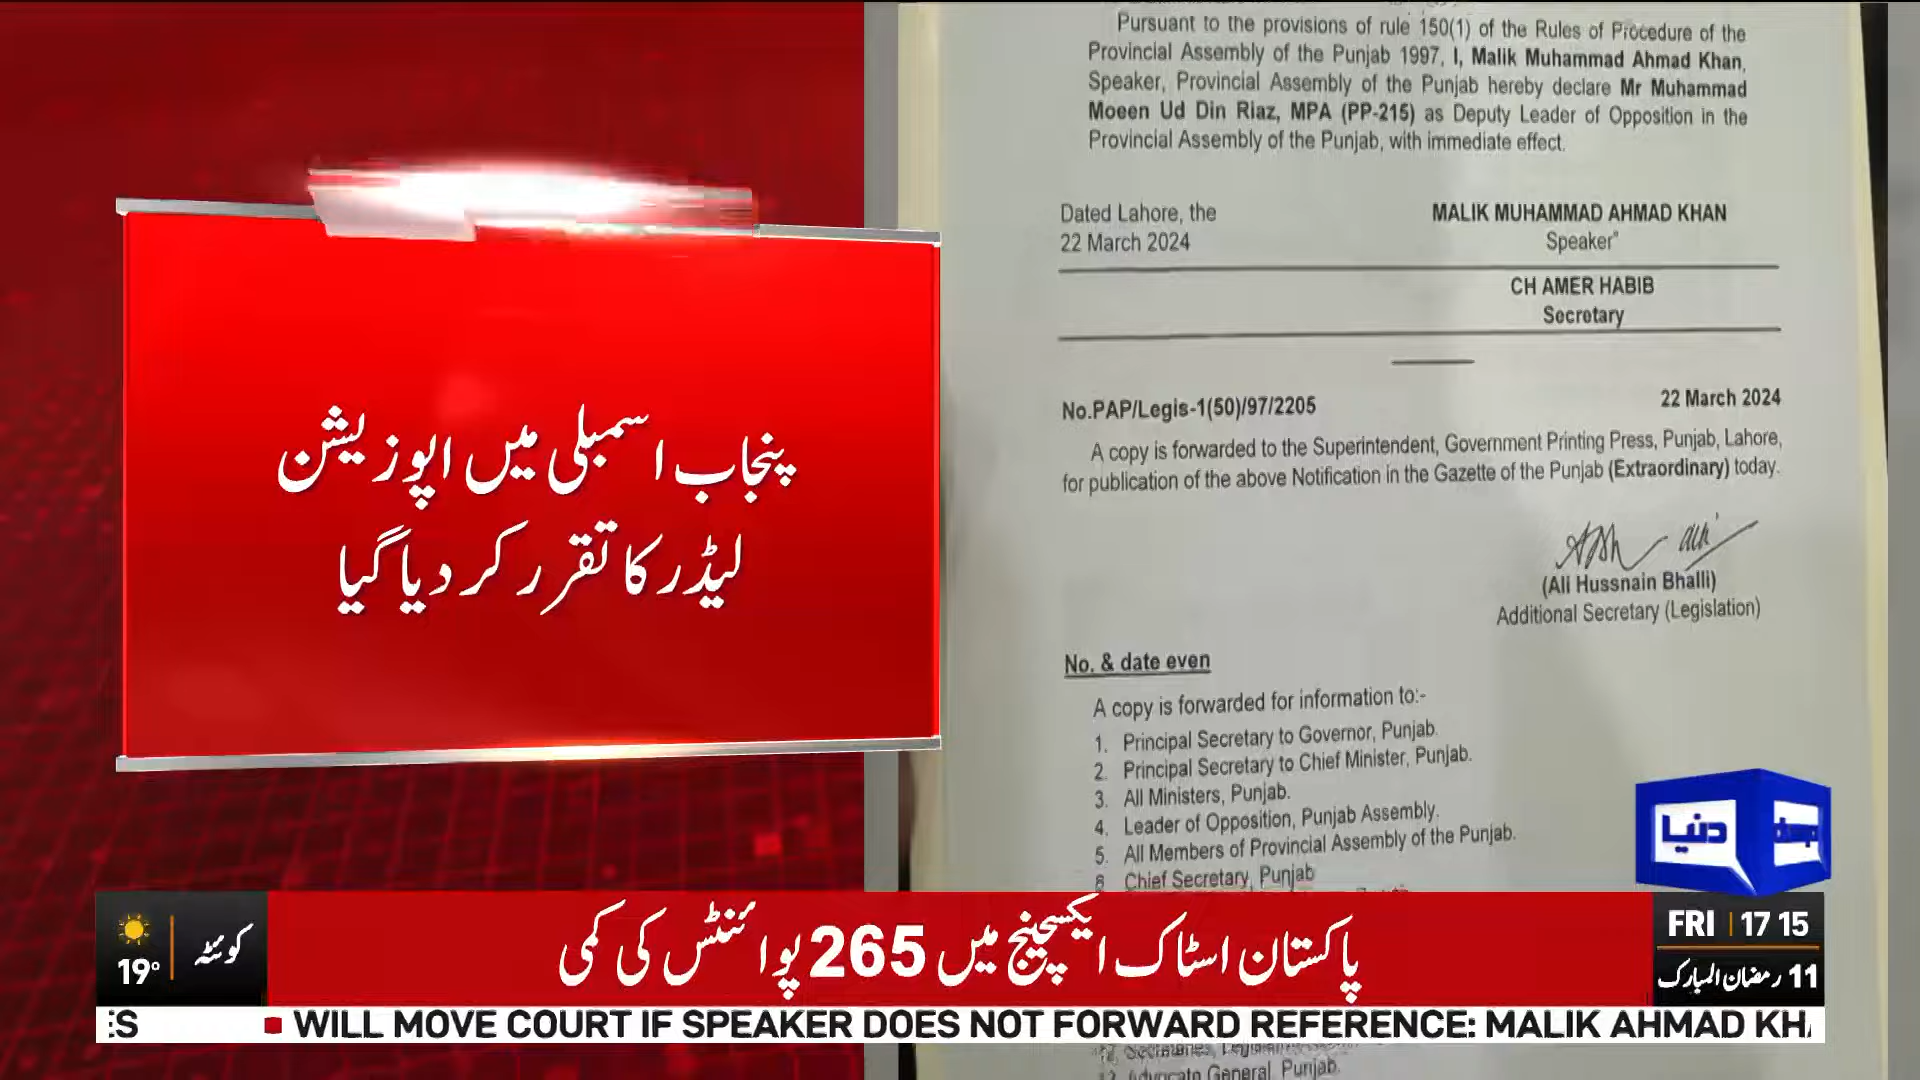 پنجاب اسمبلی میں اپوزیشن
لیڈر کا تقرر کر دیا گیا
Pursuant to the provisions of rule 150(1) of the Rules of Procedure of the
Provincial Assembly of the Punjab 1997, I, Malik Muhammad Ahmad Khan,
Speaker, Provincial Assembly of the Punjab hereby declare Mr Muhammad
Moeen Ud Din Riaz, MPA (PP-215) as Deputy Leader of Opposition in the
Provincial Assembly of the Punjab, with immediate effect.
Dated Lahore, the
22 March 2024
MALIK MUHAMMAD AHMAD KHAN
Speaker"
CH AMER HABIB
Secretary
No.PAP/Legis-1(50)/97/2205
22 March 2024
A copy is forwarded to the Superintendent, Government Printing Press, Punjab, Lahore,
for publication of the above Notification in the Gazette of the Punjab (Extraordinary) today.
(Ali Hussnain Bhalli)
Additional Secretary (Legislation)
No. & date even
A copy is forwarded for information to:-
1. Principal Secretary to Governor, Punjab.
2. Principal Secretary to Chief Minister, Punjab.
3. All Ministers, Punjab.
4. Leader of Opposition, Punjab Assembly.
5. All Members of Provincial Assembly of the Punjab.
6 Chief Secretary, Punjab
دنیا
19°
کوئٹہ
پاکستان اسٹاک ایکسچینج میں 265 پوائنٹس کی کمی
FRI 17 15
11 رمضان المبارک
ES
WILL MOVE COURT IF SPEAKER DOES NOT FORWARD REFERENCE: MALIK AHMAD KH
Advocate General, Punjab.